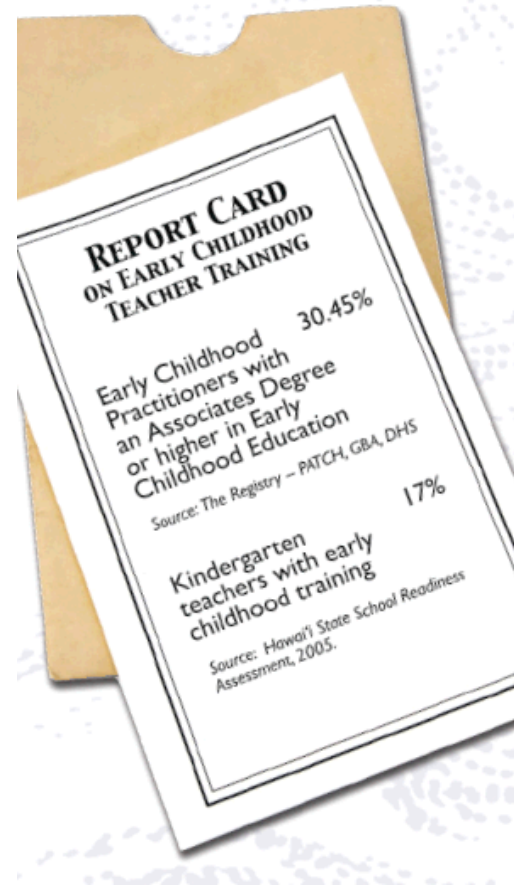 REPORT CARD
ON EARLY CHILDHOOD
TEACHER TRAINING
Early Childhood 30.45%
Practitioners with
an Associates Degree
or higher in Early
Childhood Education
Source: The Registry – PATCH, GBA, DHS
Kindergarten 17%
teachers with early
childhood training
Source: Hawai'i State School Readiness
Assessment, 2005.